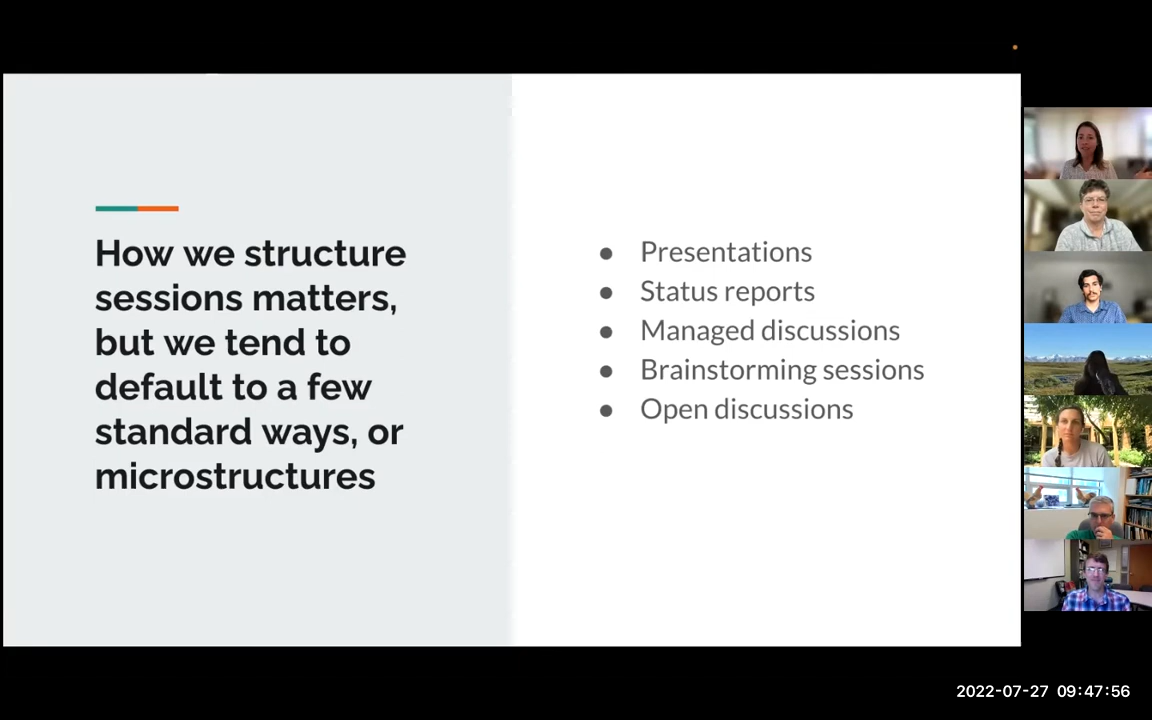 How we structure
sessions matters,
but we tend to
default to a few
standard ways, or
microstructures
● Presentations
● Status reports
● Managed discussions
● Brainstorming sessions
● Open discussions
2022-07-27 09:47:56